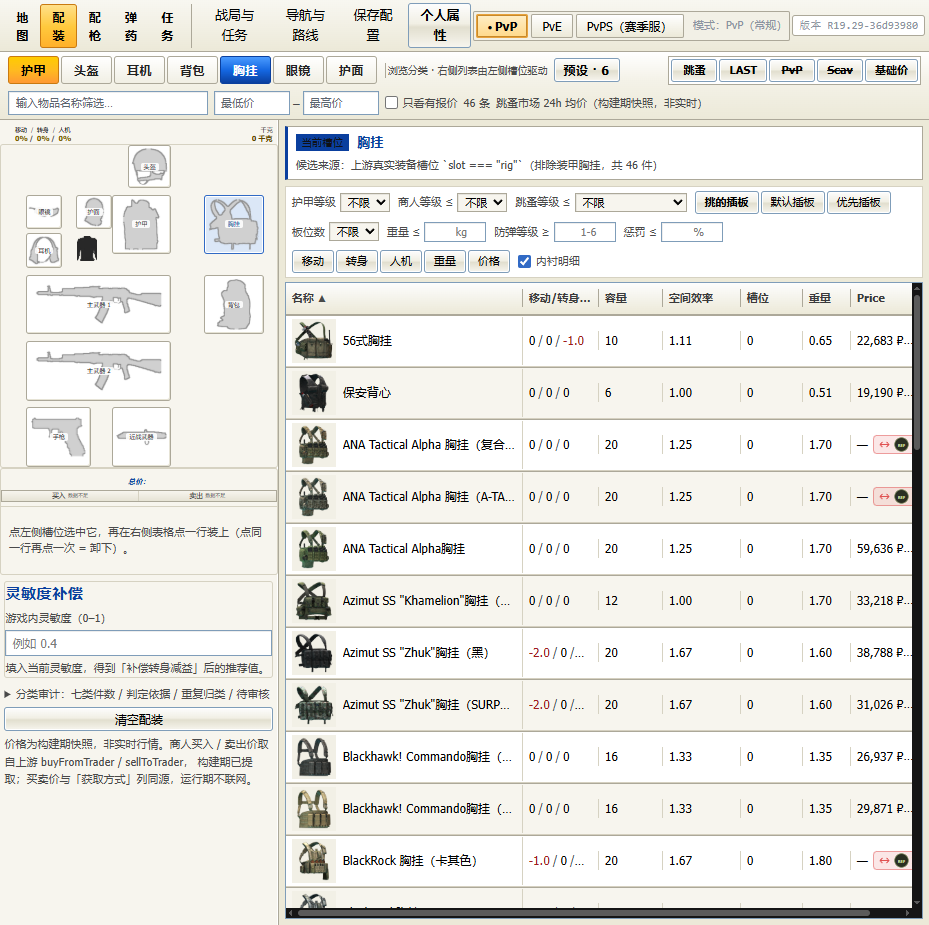 地图 配装 配枪 弹药 任务 战局与任务 导航与路线 保存配置 个人属性 • PvP PvE PvPS（赛季服） 模式：PvP（常规） 版本 R19.29-36d93980
护甲 头盔 耳机 背包 胸挂 眼镜 护面 浏览分类 · 右侧列表由左侧槽位驱动 预设 · 6 跳蚤 LAST PvP Scav 基础价
输入物品名称筛选... 最低价 – 最高价 只看有报价 46 条 跳蚤市场 24h 均价（构建期快照，非实时）
移动 / 转身 / 人机 千克
0% / 0% / 0% 0 千克
头盔
眼镜 护面 护甲 胸挂
耳机
主武器 1 背包
主武器 2
手枪 近战武器
总价:
买入 数据不足 卖出 数据不足
点左侧槽位选中它，再在右侧表格点一行装上（点同
一行再点一次 = 卸下）。
灵敏度补偿
游戏内灵敏度（0–1）
例如 0.4
填入当前灵敏度，得到「补偿转身减益」后的推荐值。
▶ 分类审计：七类件数 / 判定依据 / 重复归类 / 待审核
清空配装
价格为构建期快照，非实时行情。商人买入 / 卖出价取
自上游 buyFromTrader / sellToTrader， 构建期已提
取；买卖价与「获取方式」列同源，运行期不联网。
当前槽位 胸挂
候选来源：上游真实装备槽位 `slot === "rig"`（排除装甲胸挂，共 46 件）
护甲等级 不限 商人等级 ≤ 不限 跳蚤等级 ≤ 不限 挑的插板 默认插板 优先插板
板位数 不限 重量 ≤ kg 防弹等级 ≥ 1-6 惩罚 ≤ %
移动 转身 人机 重量 价格 内衬明细
名称 ▲ 移动/转身... 容量 空间效率 槽位 重量 Price
56式胸挂 0 / 0 / -1.0 10 1.11 0 0.65 22,683 ₽...
保安背心 0 / 0 / 0 6 1.00 0 0.51 19,190 ₽...
ANA Tactical Alpha 胸挂（复合... 0 / 0 / 0 20 1.25 0 1.70 —
ANA Tactical Alpha 胸挂（A-TA... 0 / 0 / 0 20 1.25 0 1.70 —
ANA Tactical Alpha胸挂 0 / 0 / 0 20 1.25 0 1.70 59,636 ₽...
Azimut SS "Khamelion"胸挂（... 0 / 0 / 0 12 1.00 0 1.70 33,218 ₽...
Azimut SS "Zhuk"胸挂（黑） -2.0 / 0 /... 20 1.67 0 1.60 38,788 ₽...
Azimut SS "Zhuk"胸挂（SURP... -2.0 / 0 /... 20 1.67 0 1.60 31,026 ₽...
Blackhawk! Commando胸挂（... 0 / 0 / 0 16 1.33 0 1.35 26,937 ₽...
Blackhawk! Commando胸挂（... 0 / 0 / 0 16 1.33 0 1.35 29,871 ₽...
BlackRock 胸挂（卡其色） -1.0 / 0 /... 20 1.67 0 1.80 —